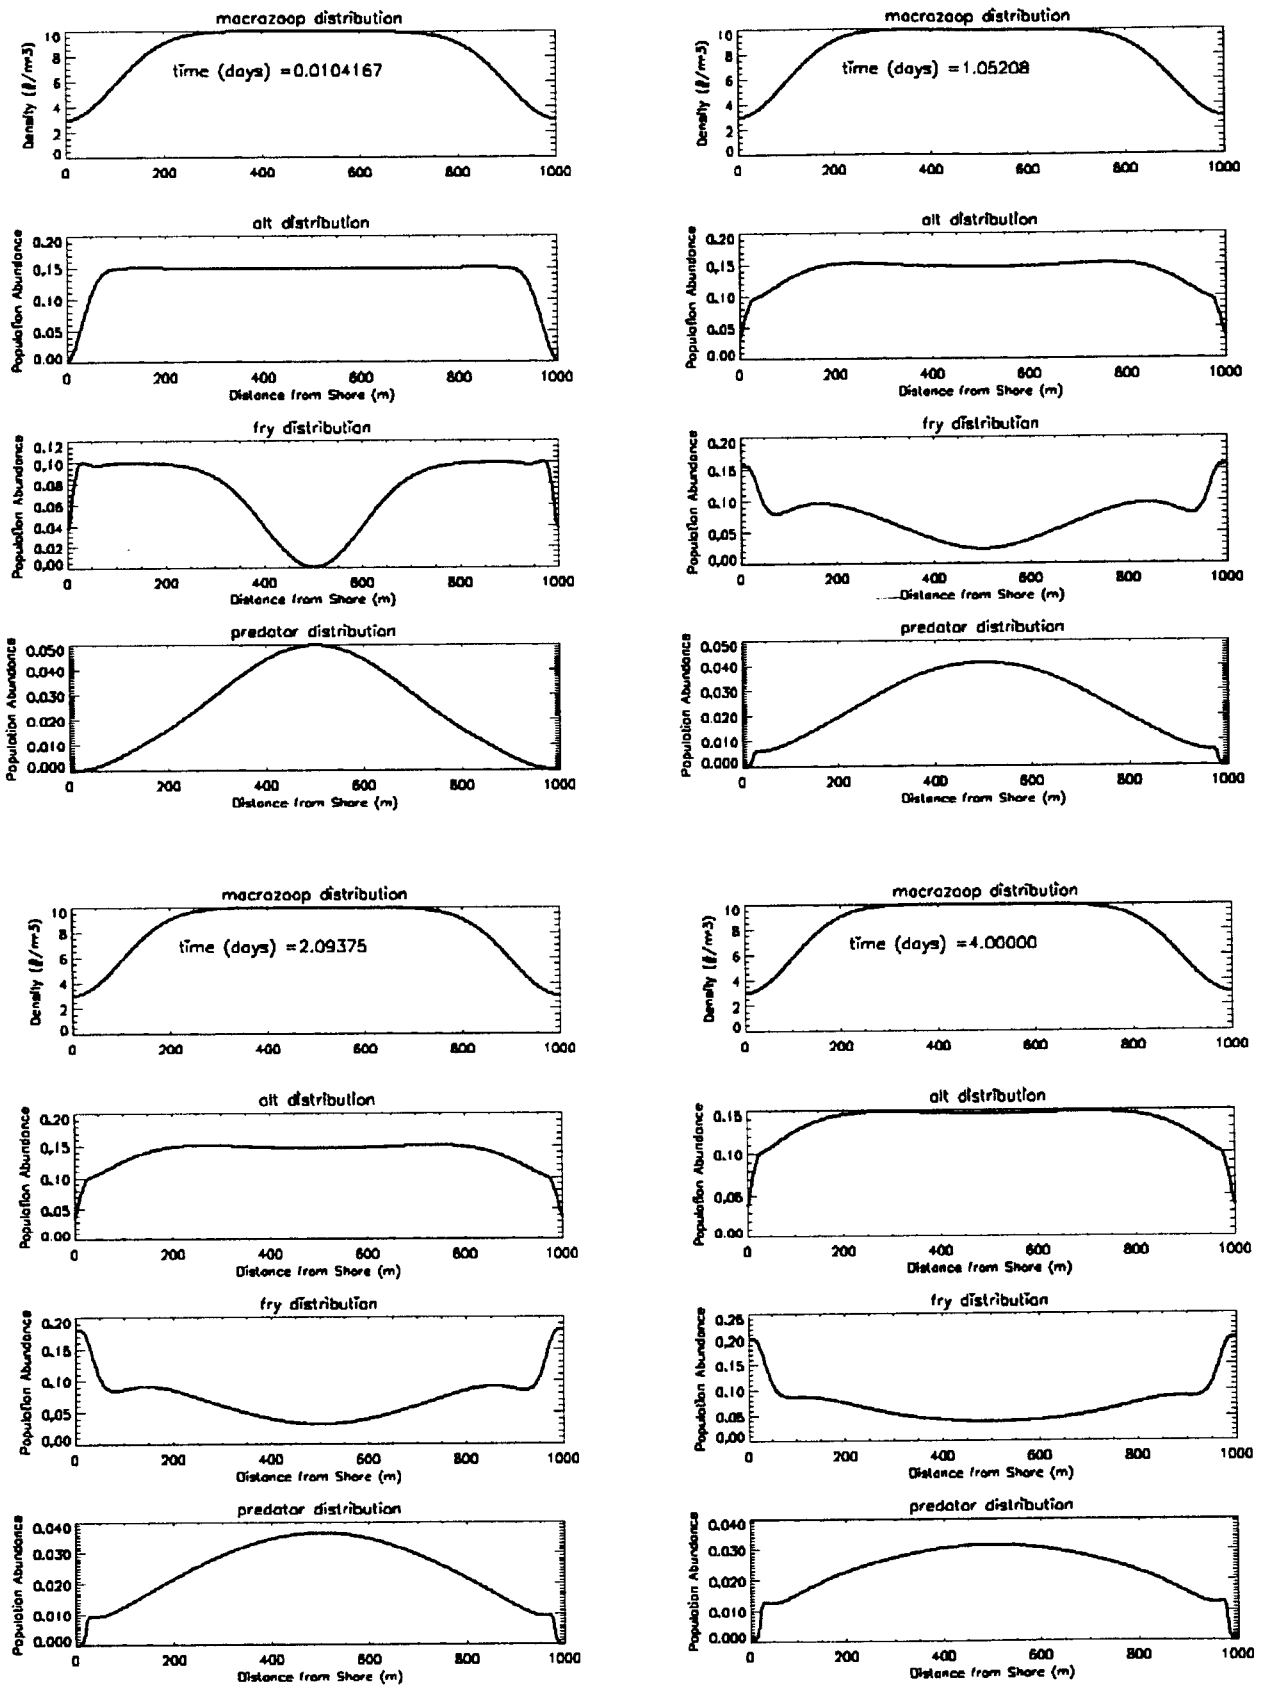 macrozoop distribution
Density (#/m^3)
10
8
6
4
2
0
time (days) =0.0104167
0 200 400 600 800 1000
alt distribution
Population Abundance
0.20
0.15
0.10
0.05
0.00
0 200 400 600 800 1000
Distance from Shore (m)
fry distribution
Population Abundance
0.12
0.10
0.08
0.06
0.04
0.02
0.00
0 200 400 600 800 1000
Distance from Shore (m)
predator distribution
Population Abundance
0.050
0.040
0.030
0.020
0.010
0.000
0 200 400 600 800 1000
Distance from Shore (m)
macrozoop distribution
Density (#/m^3)
10
8
6
4
2
0
time (days) =1.05208
0 200 400 600 800 1000
alt distribution
Population Abundance
0.20
0.15
0.10
0.05
0.00
0 200 400 600 800 1000
Distance from Shore (m)
fry distribution
Population Abundance
0.20
0.15
0.10
0.05
0.00
0 200 400 600 800 1000
Distance from Shore (m)
predator distribution
Population Abundance
0.050
0.040
0.030
0.020
0.010
0.000
0 200 400 600 800 1000
Distance from Shore (m)
macrozoop distribution
Density (#/m^3)
10
8
6
4
2
0
time (days) =2.09375
0 200 400 600 800 1000
alt distribution
Population Abundance
0.20
0.15
0.10
0.05
0.00
0 200 400 600 800 1000
Distance from Shore (m)
fry distribution
Population Abundance
0.20
0.15
0.10
0.05
0.00
0 200 400 600 800 1000
Distance from Shore (m)
predator distribution
Population Abundance
0.040
0.030
0.020
0.010
0.000
0 200 400 600 800 1000
Distance from Shore (m)
macrozoop distribution
Density (#/m^3)
10
8
6
4
2
0
time (days) =4.00000
0 200 400 600 800 1000
alt distribution
Population Abundance
0.15
0.10
0.05
0.00
0 200 400 600 800 1000
Distance from Shore (m)
fry distribution
Population Abundance
0.25
0.20
0.15
0.10
0.05
0.00
0 200 400 600 800 1000
Distance from Shore (m)
predator distribution
Population Abundance
0.040
0.030
0.020
0.010
0.000
0 200 400 600 800 1000
Distance from Shore (m)